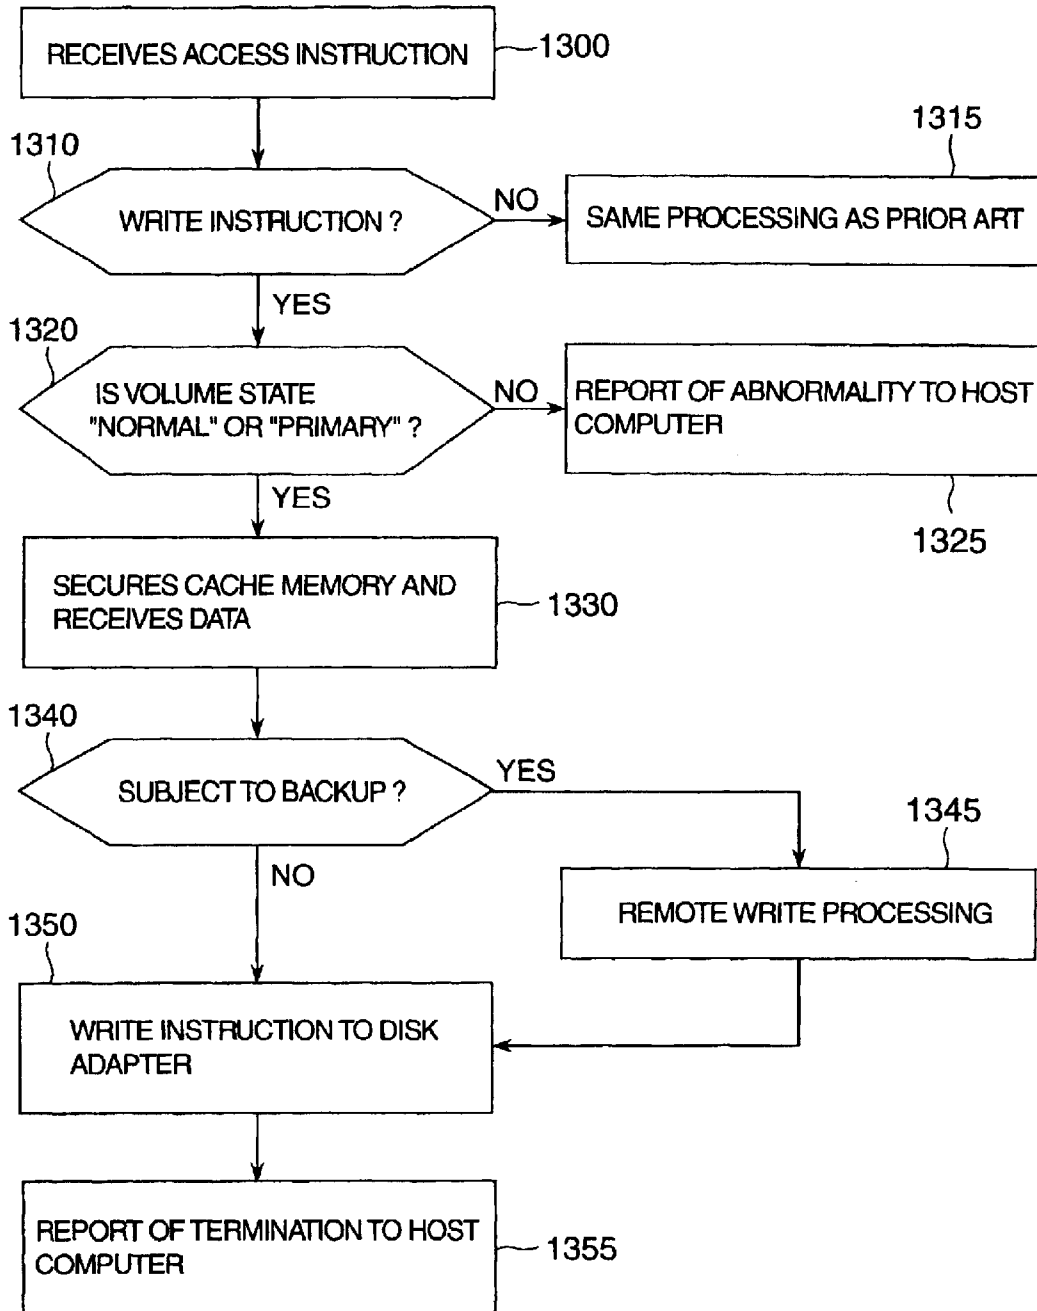 RECEIVES ACCESS INSTRUCTION
1300
1310
WRITE INSTRUCTION ?
NO
1315
SAME PROCESSING AS PRIOR ART
YES
1320
IS VOLUME STATE
"NORMAL" OR "PRIMARY" ?
NO
REPORT OF ABNORMALITY TO HOST
COMPUTER
1325
YES
SECURES CACHE MEMORY AND
RECEIVES DATA
1330
1340
SUBJECT TO BACKUP ?
YES
1345
REMOTE WRITE PROCESSING
NO
1350
WRITE INSTRUCTION TO DISK
ADAPTER
REPORT OF TERMINATION TO HOST
COMPUTER
1355